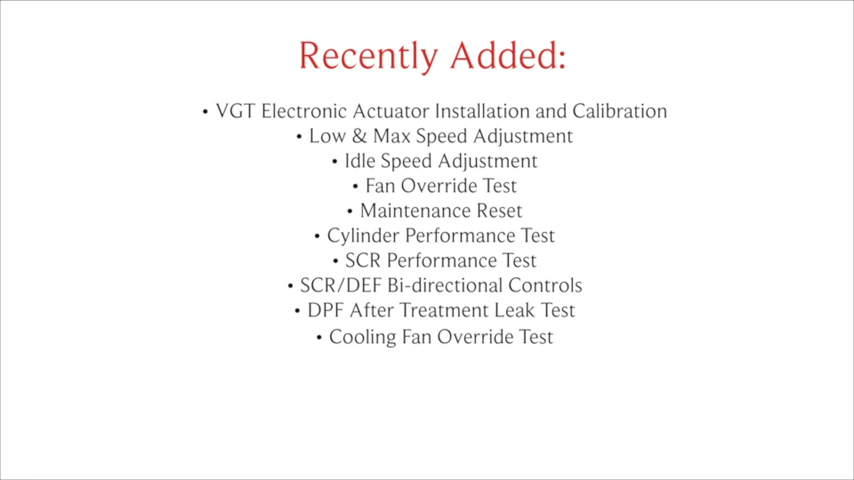 Recently Added:
• VGT Electronic Actuator Installation and Calibration
• Low & Max Speed Adjustment
• Idle Speed Adjustment
• Fan Override Test
• Maintenance Reset
• Cylinder Performance Test
• SCR Performance Test
• SCR/DEF Bi-directional Controls
• DPF After Treatment Leak Test
• Cooling Fan Override Test